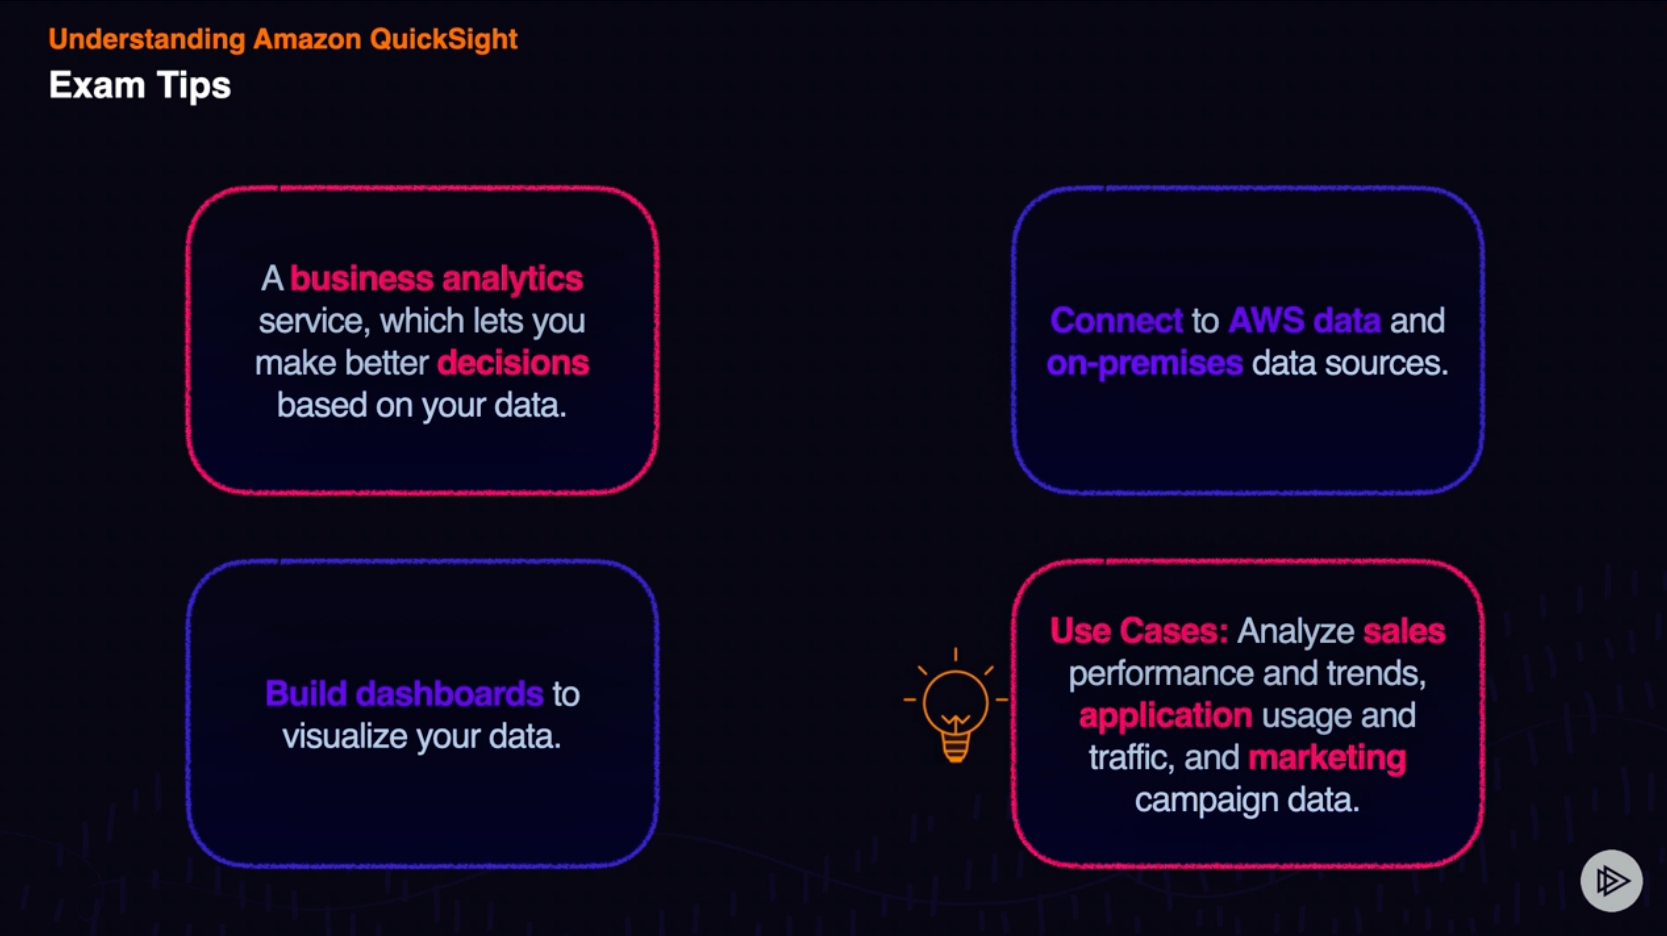 Understanding Amazon QuickSight
Exam Tips
A business analytics
service, which lets you
make better decisions
based on your data.
Connect to AWS data and
on-premises data sources.
Build dashboards to
visualize your data.
Use Cases: Analyze sales
performance and trends,
application usage and
traffic, and marketing
campaign data.